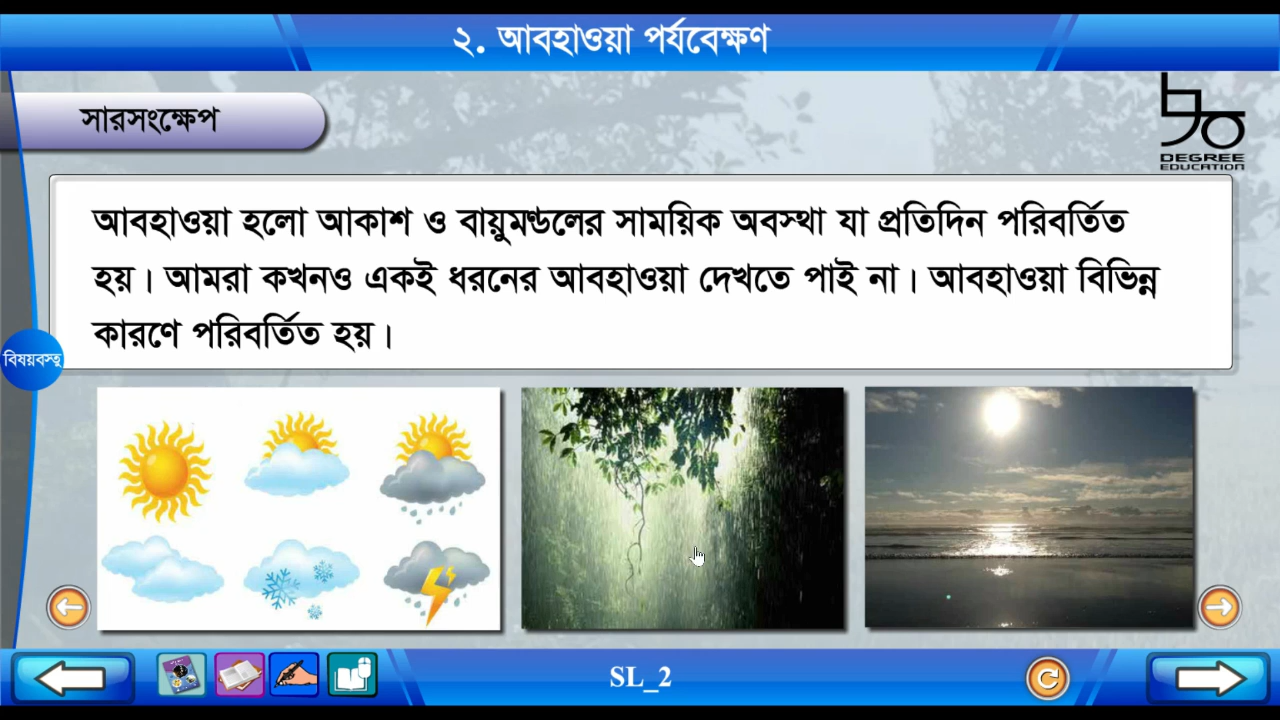 ২. আবহাওয়া পর্যবেক্ষণ
সারসংক্ষেপ
DEGREE
EDUCATION
আবহাওয়া হলো আকাশ ও বায়ুমণ্ডলের সাময়িক অবস্থা যা প্রতিদিন পরিবর্তিত
হয়। আমরা কখনও একই ধরনের আবহাওয়া দেখতে পাই না। আবহাওয়া বিভিন্ন
কারণে পরিবর্তিত হয়।
বিষয়বস্তু
SL_2